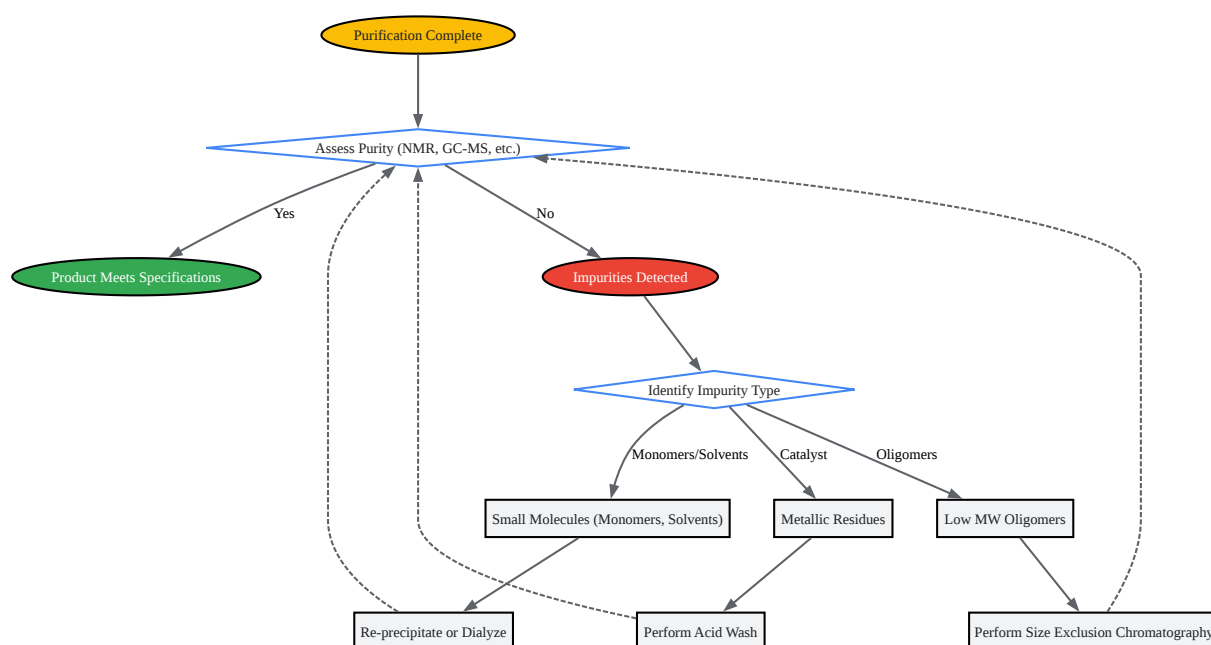 Purification Complete
Assess Purity (NMR, GC-MS, etc.)
Yes
No
Product Meets Specifications
Impurities Detected
Identify Impurity Type
Monomers/Solvents
Catalyst
Oligomers
Small Molecules (Monomers, Solvents)
Metallic Residues
Low MW Oligomers
Re-precipitate or Dialyze
Perform Acid Wash
Perform Size Exclusion Chromatography